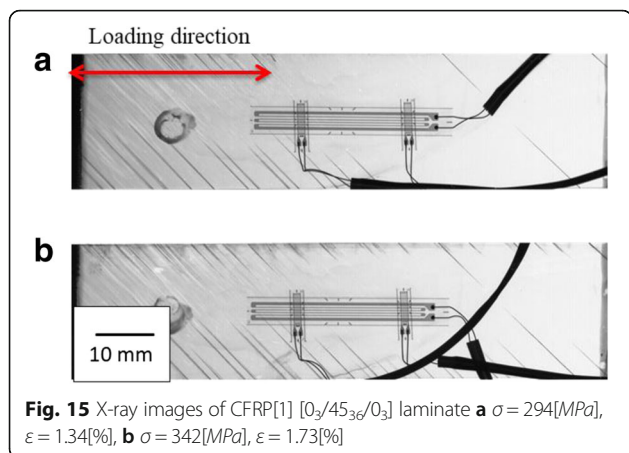 Loading direction
a
b
10 mm
Fig. 15 X-ray images of CFRP[1] [0₃/45₃₆/0₃] laminate a σ = 294[MPa],
ε = 1.34[%], b σ = 342[MPa], ε = 1.73[%]